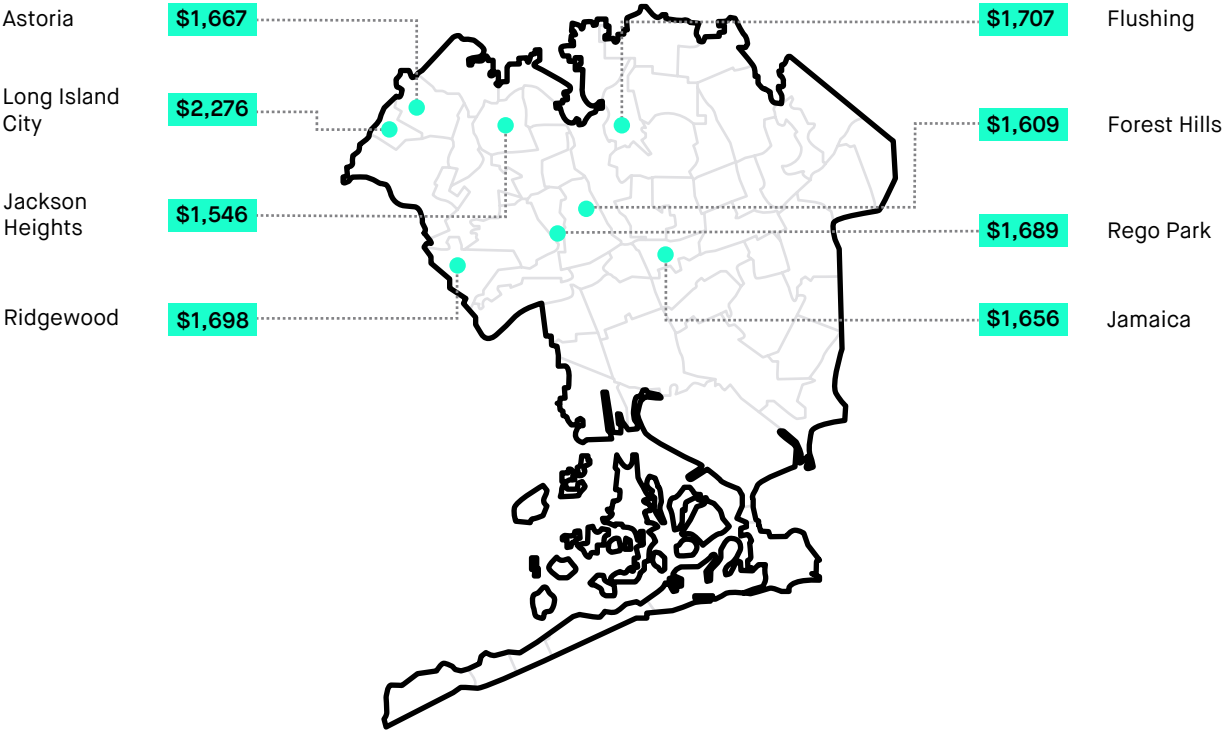 Astoria
$1,667
Long Island
City
$2,276
Jackson
Heights
$1,546
Ridgewood
$1,698
$1,707
Flushing
$1,609
Forest Hills
$1,689
Rego Park
$1,656
Jamaica